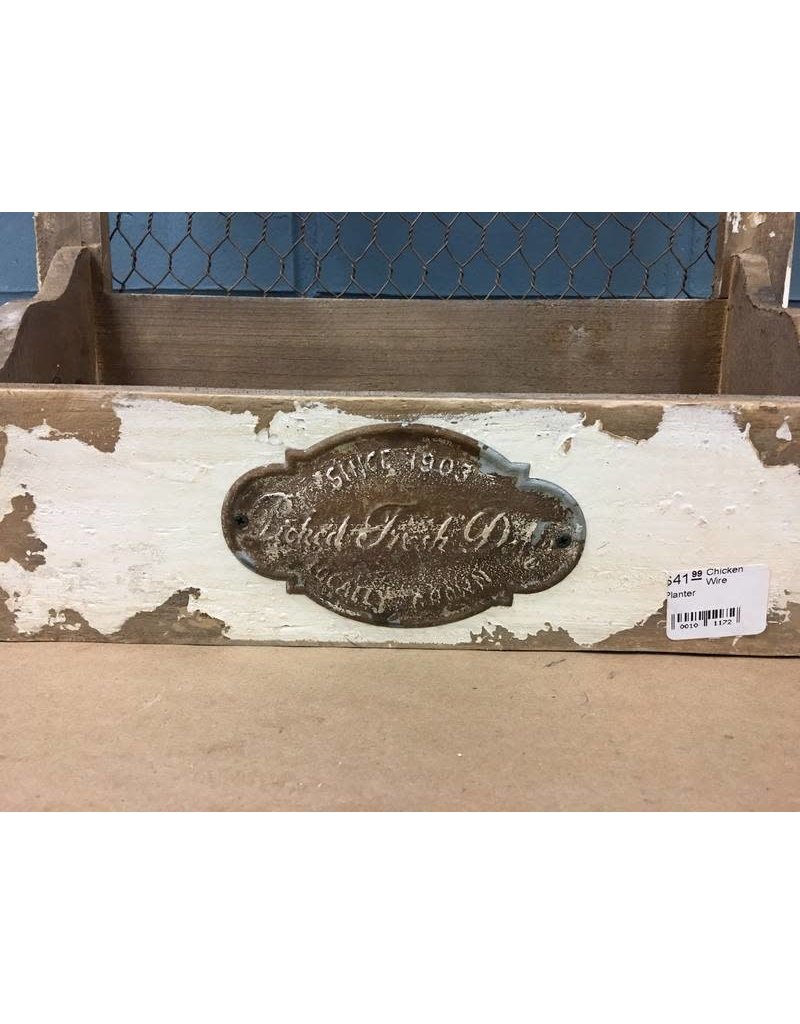 SINCE 1903
Picked Fresh Daily
LOCALLY GROWN
$41 99 Chicken
Wire
Planter
0010 1172